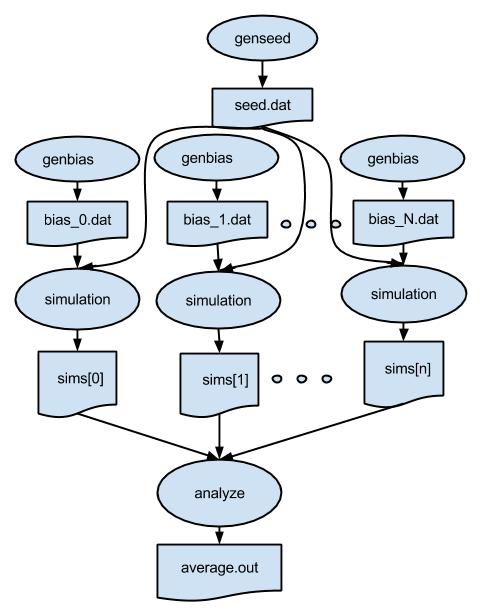 genseed
seed.dat
genbias
genbias
genbias
bias_0.dat
bias_1.dat
bias_N.dat
simulation
simulation
simulation
sims[0]
sims[1]
sims[n]
analyze
average.out